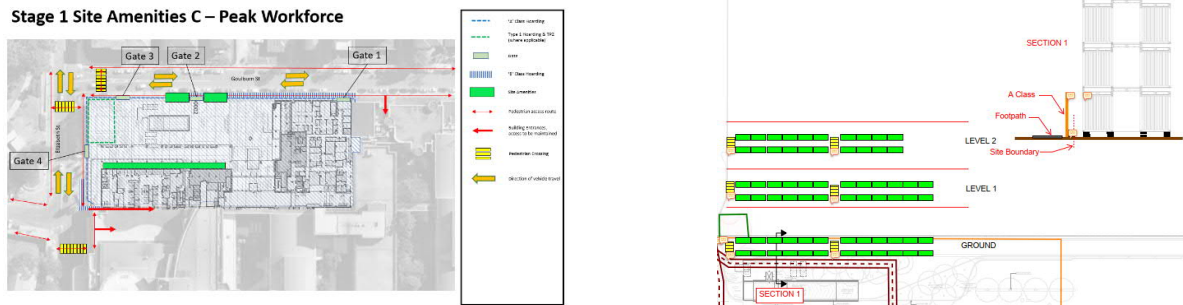 Stage 1 Site Amenities C – Peak Workforce
Gate 3
Gate 2
Gate 1
Goulburn St
Elizabeth St
Gate 4
'A' Class Hoarding
Type 1 Hoarding & TPZ
(where applicable)
Gate
'B' Class Hoarding
Site Amenities
Pedestrian access route
Building Entrances,
access to be maintained
Pedestrian Crossing
Direction of vehicle travel
SECTION 1
A Class
Footpath
Site Boundary
LEVEL 2
LEVEL 1
GROUND
SECTION 1